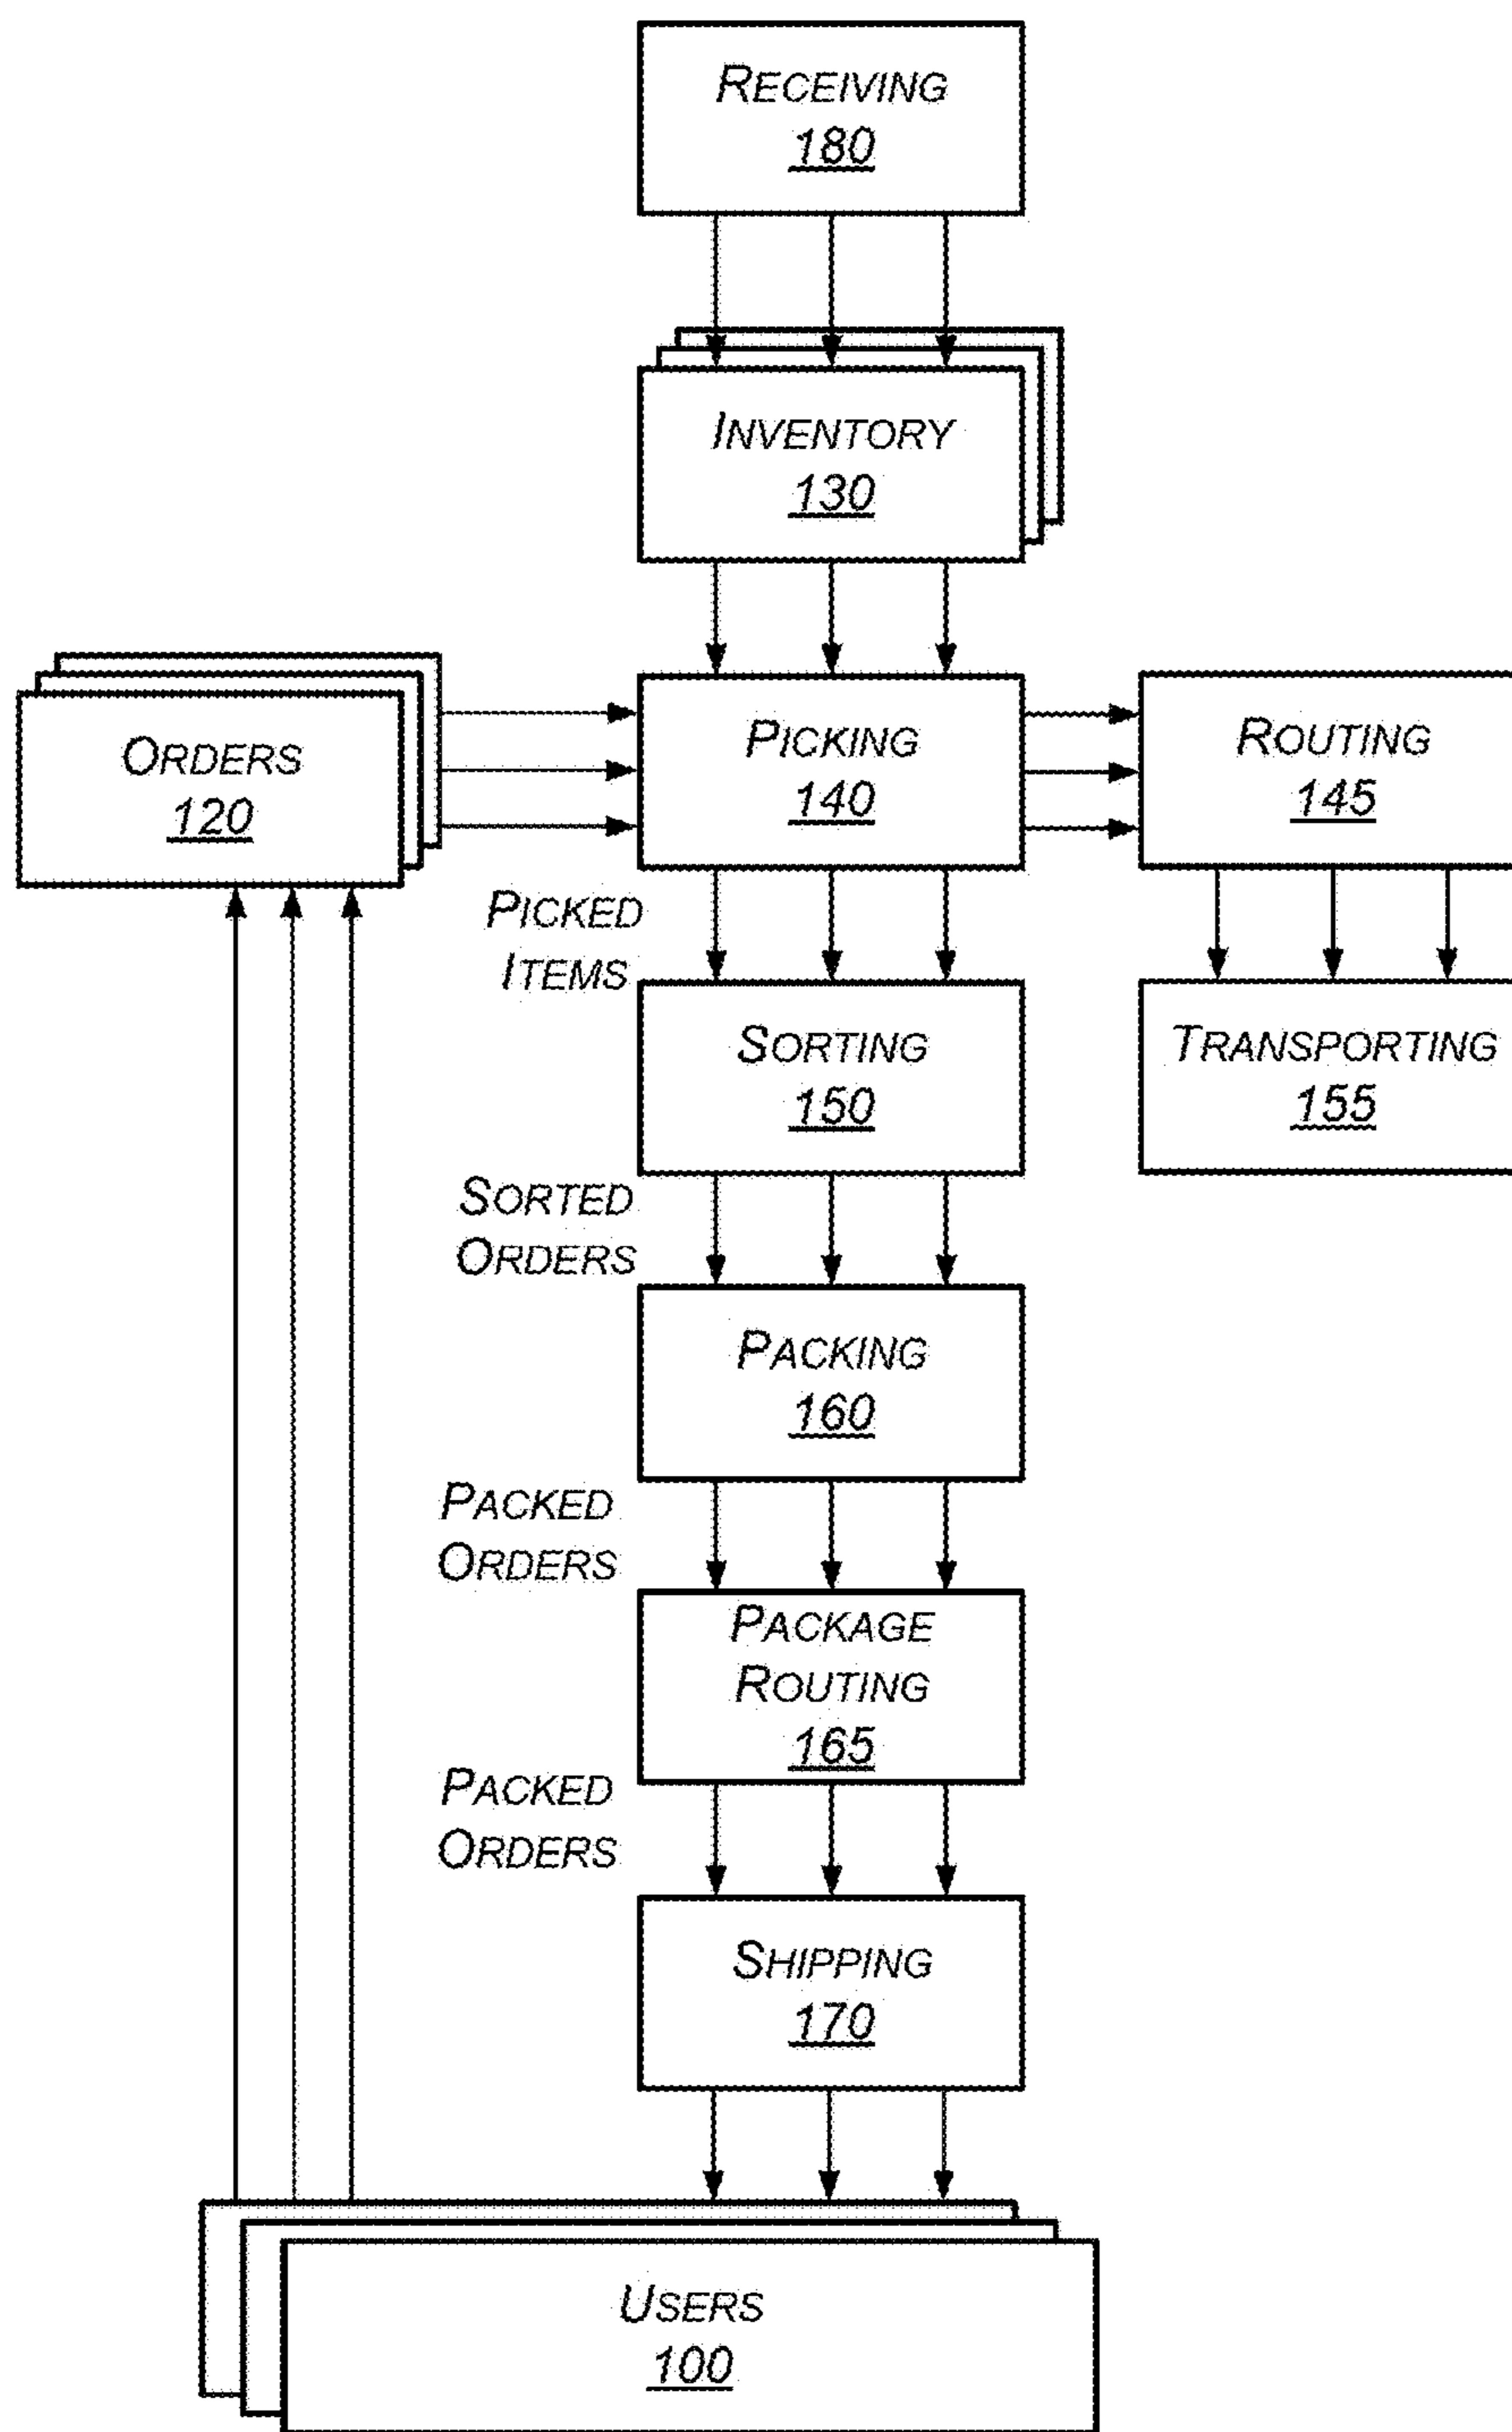 RECEIVING
180
INVENTORY
130
ORDERS
120
PICKING
140
ROUTING
145
PICKED
ITEMS
SORTING
150
TRANSPORTING
155
SORTED
ORDERS
PACKING
160
PACKED
ORDERS
PACKAGE
ROUTING
165
PACKED
ORDERS
SHIPPING
170
USERS
100